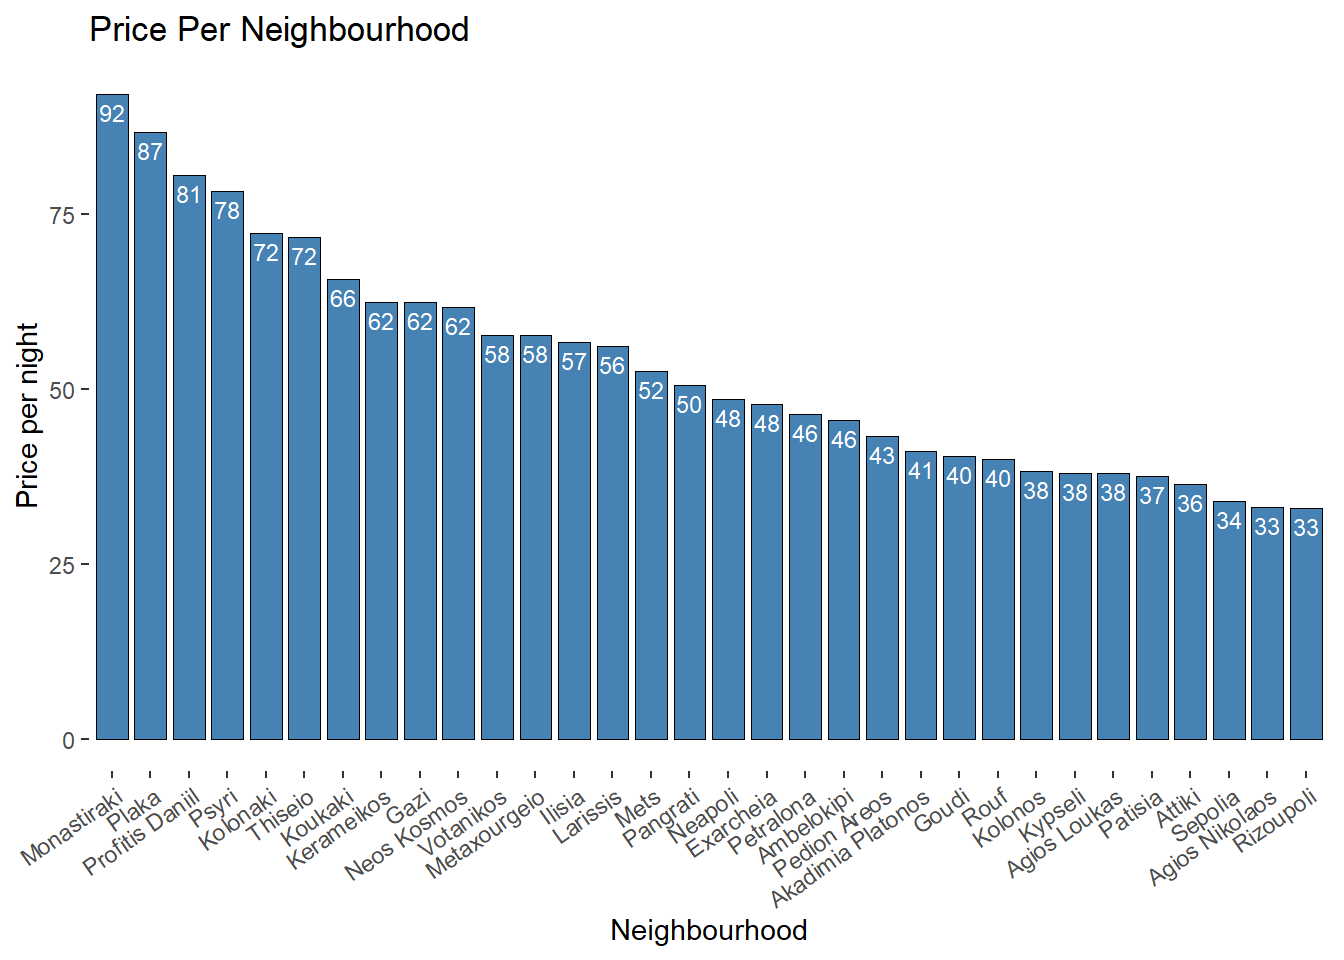 Price Per Neighbourhood
Price per night
75
50
25
0
92
87
81
78
72
72
66
62
62
62
58
58
57
56
52
50
48
48
46
46
43
41
40
40
38
38
38
37
36
34
33
33
Monastiraki
Plaka
Profitis Daniil
Psyri
Kolonaki
Thiseio
Koukaki
Kerameikos
Gazi
Neos Kosmos
Votanikos
Metaxourgeio
Ilisia
Larissis
Mets
Pangrati
Neapoli
Exarcheia
Petralona
Ambelokipi
Pedion Areos
Akadimia Platonos
Goudi
Rouf
Kolonos
Kypseli
Agios Loukas
Patisia
Attiki
Sepolia
Agios Nikolaos
Rizoupoli
Neighbourhood